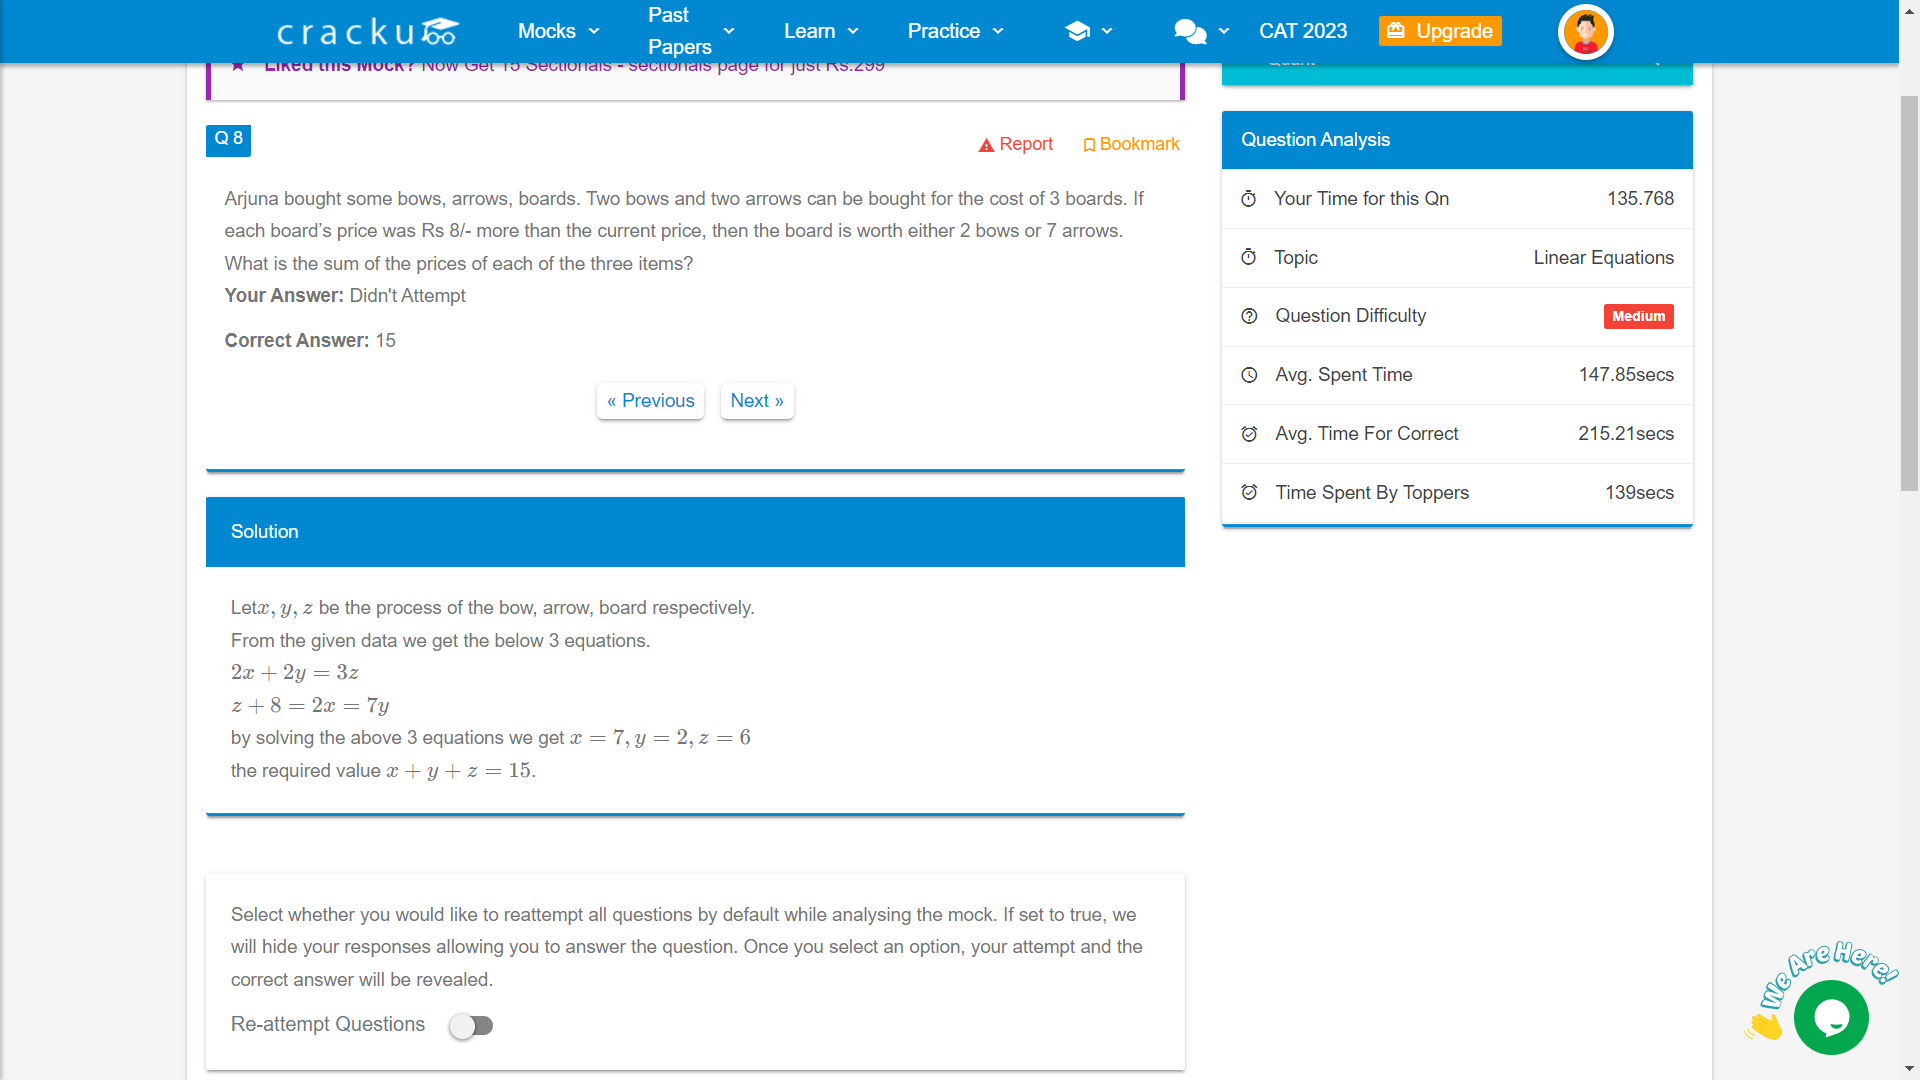 cracku
Mocks
Past Papers
Learn
Practice
CAT 2023
Upgrade
Liked this Mock? Now Get 15 Sectionals - sectionals page for just Rs.299
Quant
Q 8
Report
Bookmark
Arjuna bought some bows, arrows, boards. Two bows and two arrows can be bought for the cost of 3 boards. If
each board’s price was Rs 8/- more than the current price, then the board is worth either 2 bows or 7 arrows.
What is the sum of the prices of each of the three items?
Your Answer: Didn't Attempt
Correct Answer: 15
« Previous
Next »
Solution
Let x, y, z be the process of the bow, arrow, board respectively.
From the given data we get the below 3 equations.
2x + 2y = 3z
z + 8 = 2x = 7y
by solving the above 3 equations we get x = 7, y = 2, z = 6
the required value x + y + z = 15.
Select whether you would like to reattempt all questions by default while analysing the mock. If set to true, we
will hide your responses allowing you to answer the question. Once you select an option, your attempt and the
correct answer will be revealed.
Re-attempt Questions
Question Analysis
Your Time for this Qn 135.768
Topic Linear Equations
Question Difficulty Medium
Avg. Spent Time 147.85secs
Avg. Time For Correct 215.21secs
Time Spent By Toppers 139secs
We Are Here!